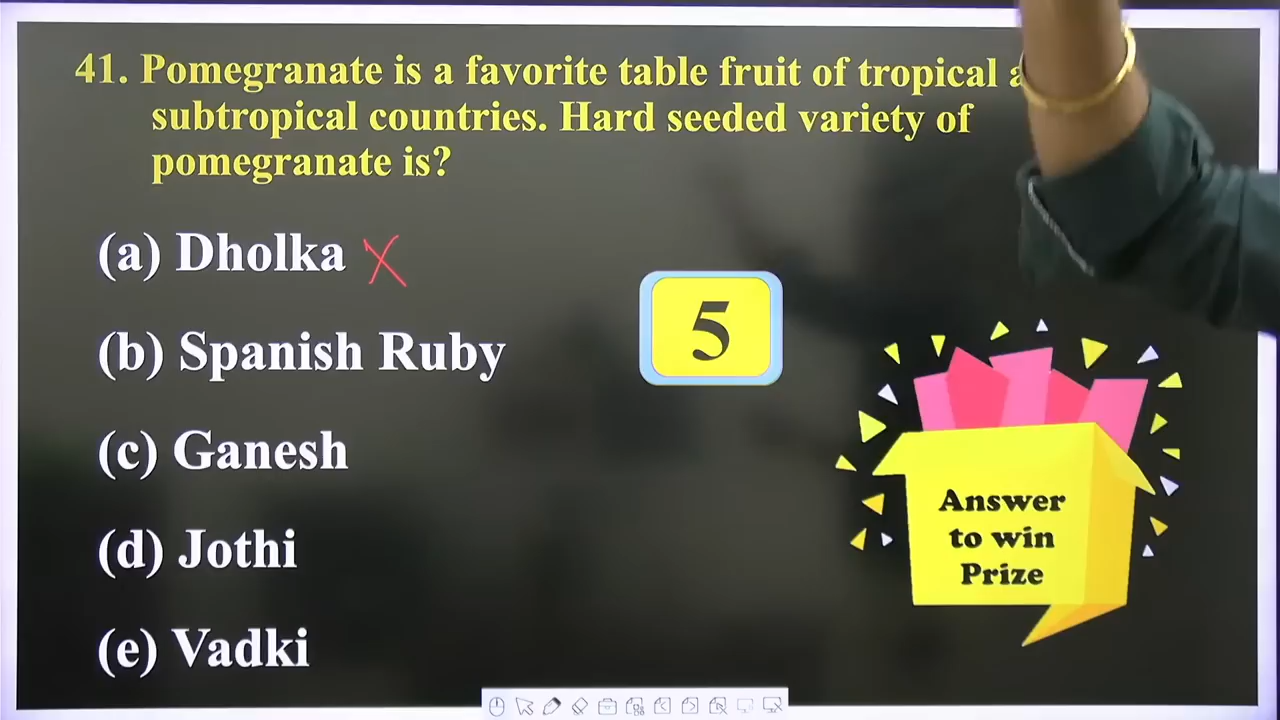 41. Pomegranate is a favorite table fruit of tropical
subtropical countries. Hard seeded variety of
pomegranate is?
(a) Dholka X
(b) Spanish Ruby
5
(c) Ganesh
Answer
to win
Prize
(d) Jothi
(e) Vadki